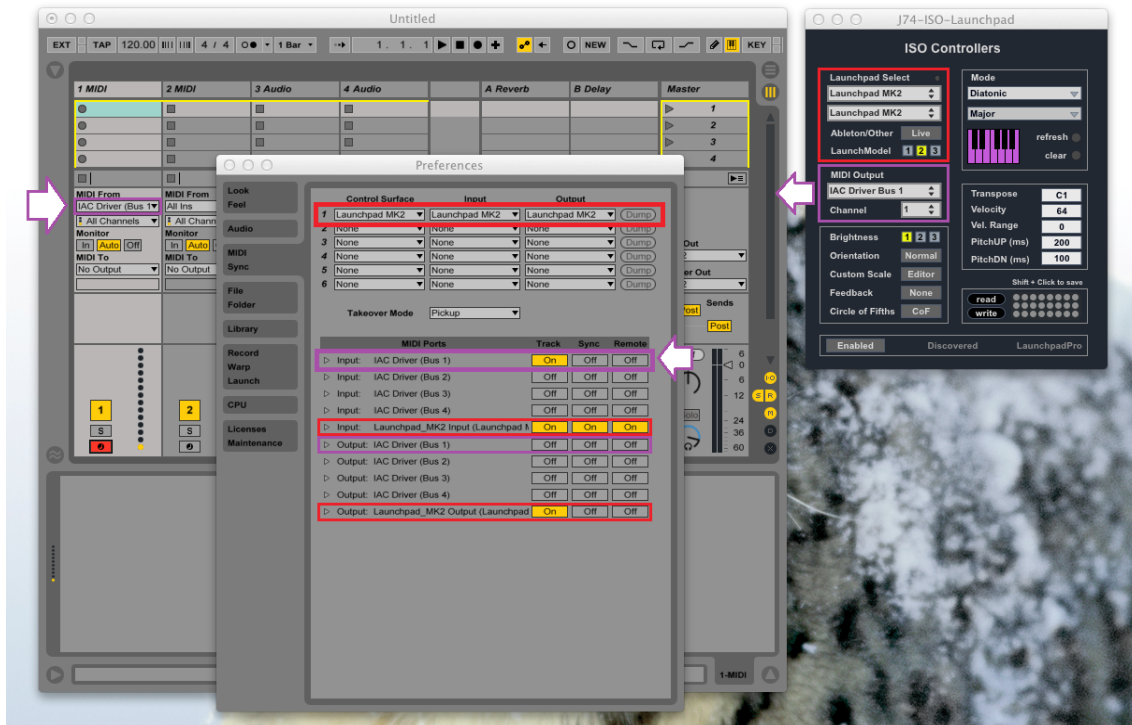 Untitled
EXT TAP 120.00 4 / 4 1 Bar 1. 1. 1 NEW KEY
1 MIDI 2 MIDI 3 Audio 4 Audio A Reverb B Delay Master
1
2
3
4
MIDI From MIDI From
IAC Driver (Bus 1 All Ins
All Channels All Chann
Monitor Monitor
In Auto Off In Auto
MIDI To MIDI To
No Output No Output
Sends
Post Post
6
0
6
12
24
36
60
1 2
S S
Solo
I·O
S R
M
D
X
1-MIDI
Preferences
Look
Feel
Audio
MIDI
Sync
File
Folder
Library
Record
Warp
Launch
CPU
Licenses
Maintenance
Control Surface Input Output
1 Launchpad MK2 Launchpad MK2 Launchpad MK2 Dump
2 None None None Dump
3 None None None Dump
4 None None None Dump
5 None None None Dump
6 None None None Dump
Takeover Mode Pickup
MIDI Ports Track Sync Remote
Input: IAC Driver (Bus 1) On Off Off
Input: IAC Driver (Bus 2) Off Off Off
Input: IAC Driver (Bus 3) Off Off Off
Input: IAC Driver (Bus 4) Off Off Off
Input: Launchpad_MK2 Input (Launchpad M On On On
Output: IAC Driver (Bus 1) Off Off Off
Output: IAC Driver (Bus 2) Off Off Off
Output: IAC Driver (Bus 3) Off Off Off
Output: IAC Driver (Bus 4) Off Off Off
Output: Launchpad_MK2 Output (Launchpad On Off Off
J74-ISO-Launchpad
ISO Controllers
Launchpad Select
Launchpad MK2
Launchpad MK2
Ableton/Other Live
LaunchModel 1 2 3
MIDI Output
IAC Driver Bus 1
Channel 1
Brightness 1 2 3
Orientation Normal
Custom Scale Editor
Feedback None
Circle of Fifths CoF
Mode
Diatonic
Major
refresh
clear
Transpose C1
Velocity 64
Vel. Range 0
PitchUP (ms) 200
PitchDN (ms) 100
Shift + Click to save
read
write
Enabled Discovered LaunchpadPro